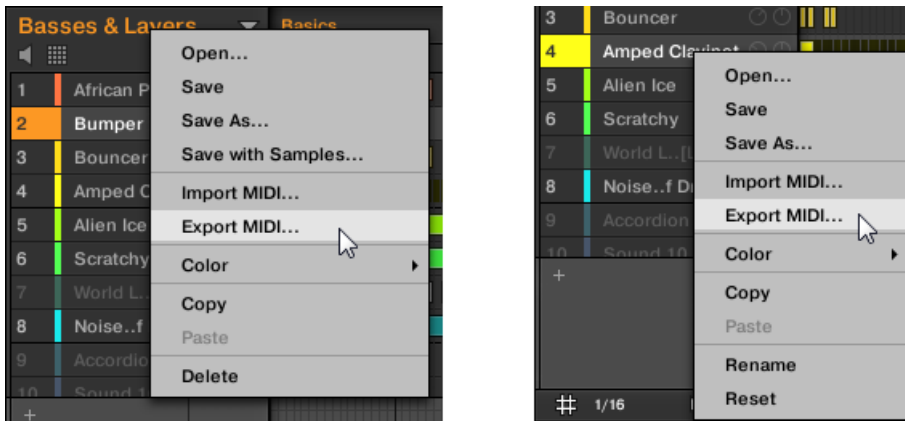 Basses & Layers
Basics
Open...
Save
Save As...
Save with Samples...
Import MIDI...
Export MIDI...
Color
Copy
Paste
Delete
1 African P
2 Bumper
3 Bouncer
4 Amped C
5 Alien Ice
6 Scratchy
7 World L..
8 Noise..f
9 Accordio
10 Sound 1
+
3 Bouncer
4 Amped Clavinet
5 Alien Ice
6 Scratchy
7 World L..[L
8 Noise..f Dr
9 Accordion
10 Sound 10
+
1/16
Open...
Save
Save As...
Import MIDI...
Export MIDI...
Color
Copy
Paste
Rename
Reset